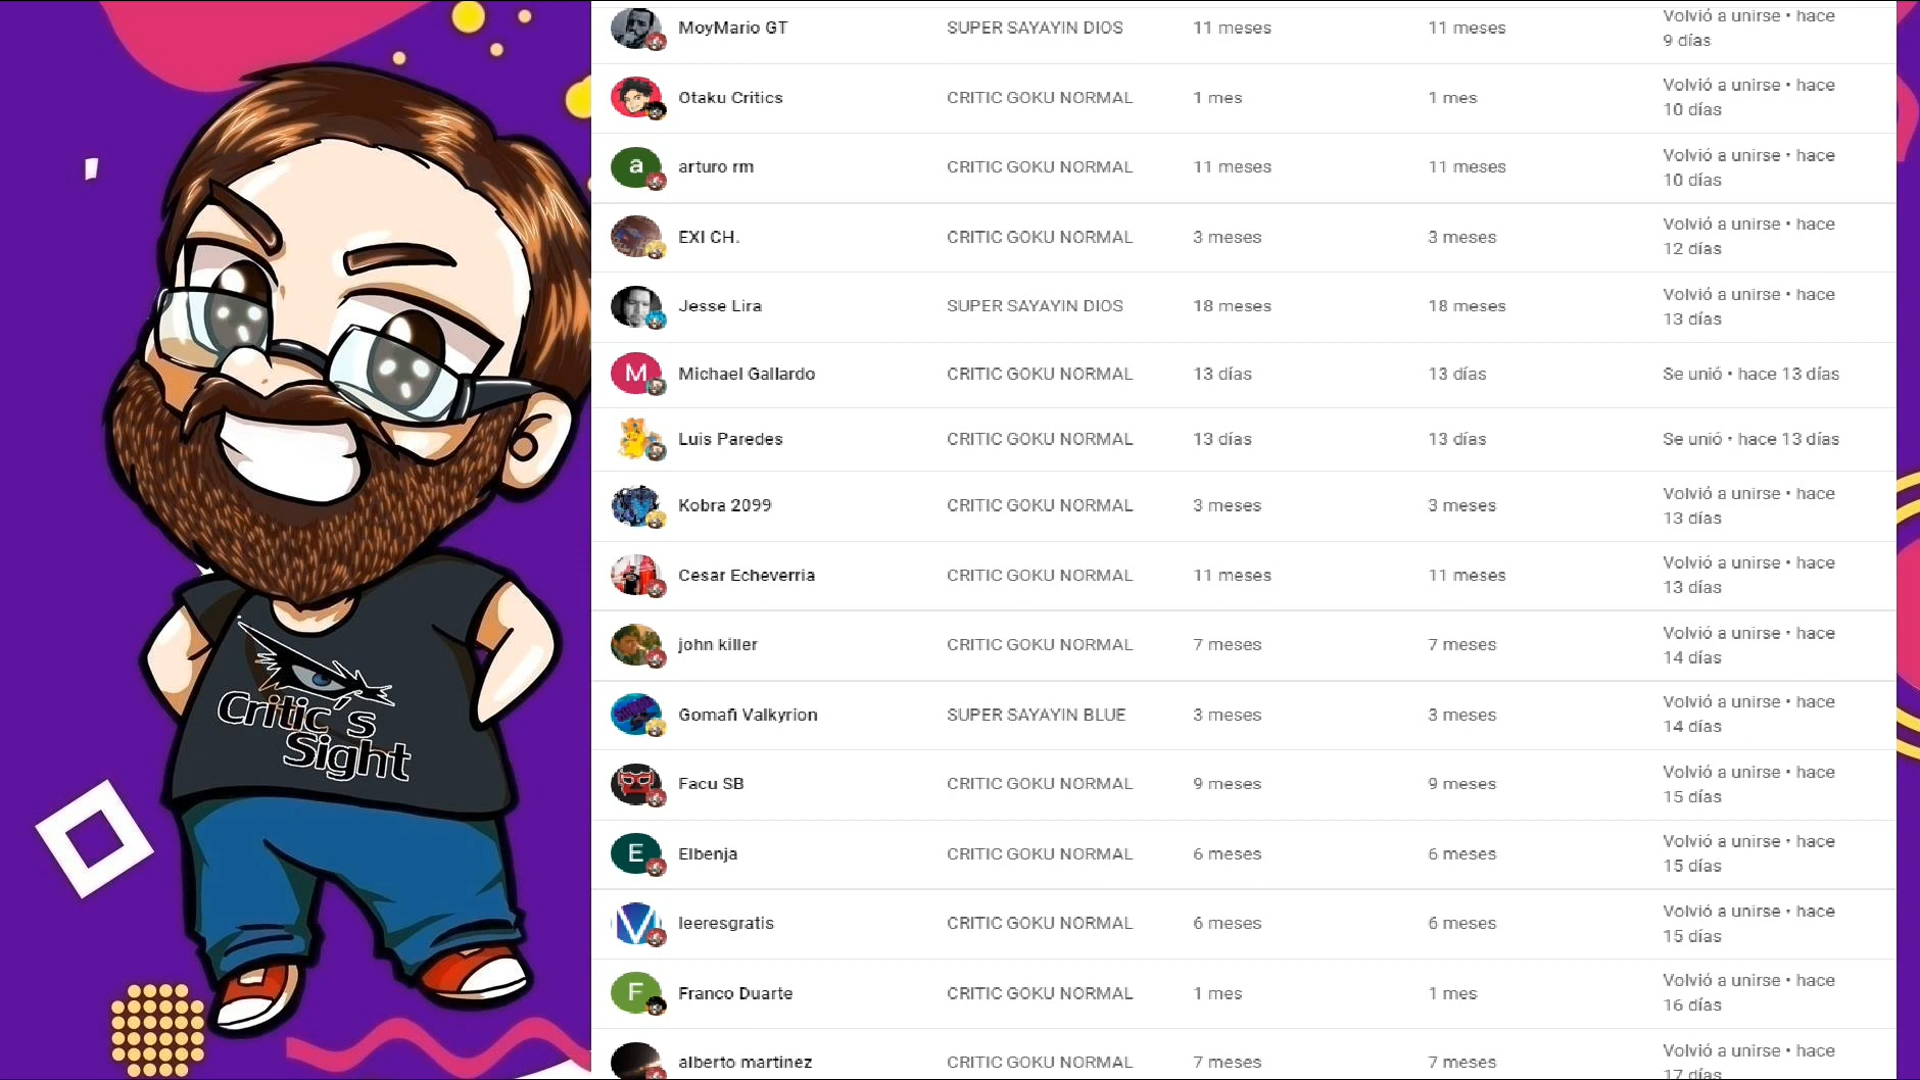 MoyMario GT SUPER SAYAYIN DIOS 11 meses 11 meses Volvió a unirse • hace
9 días
Otaku Critics CRITIC GOKU NORMAL 1 mes 1 mes Volvió a unirse • hace
10 días
a arturo rm CRITIC GOKU NORMAL 11 meses 11 meses Volvió a unirse • hace
10 días
EXI CH. CRITIC GOKU NORMAL 3 meses 3 meses Volvió a unirse • hace
12 días
Jesse Lira SUPER SAYAYIN DIOS 18 meses 18 meses Volvió a unirse • hace
13 días
M Michael Gallardo CRITIC GOKU NORMAL 13 días 13 días Se unió • hace 13 días
Luis Paredes CRITIC GOKU NORMAL 13 días 13 días Se unió • hace 13 días
Kobra 2099 CRITIC GOKU NORMAL 3 meses 3 meses Volvió a unirse • hace
13 días
Cesar Echeverria CRITIC GOKU NORMAL 11 meses 11 meses Volvió a unirse • hace
13 días
john killer CRITIC GOKU NORMAL 7 meses 7 meses Volvió a unirse • hace
14 días
Gomafi Valkyrion SUPER SAYAYIN BLUE 3 meses 3 meses Volvió a unirse • hace
14 días
Facu SB CRITIC GOKU NORMAL 9 meses 9 meses Volvió a unirse • hace
15 días
E Elbenja CRITIC GOKU NORMAL 6 meses 6 meses Volvió a unirse • hace
15 días
leeresgratis CRITIC GOKU NORMAL 6 meses 6 meses Volvió a unirse • hace
15 días
F Franco Duarte CRITIC GOKU NORMAL 1 mes 1 mes Volvió a unirse • hace
16 días
alberto martinez CRITIC GOKU NORMAL 7 meses 7 meses Volvió a unirse • hace
17 días
Critic's
Sight